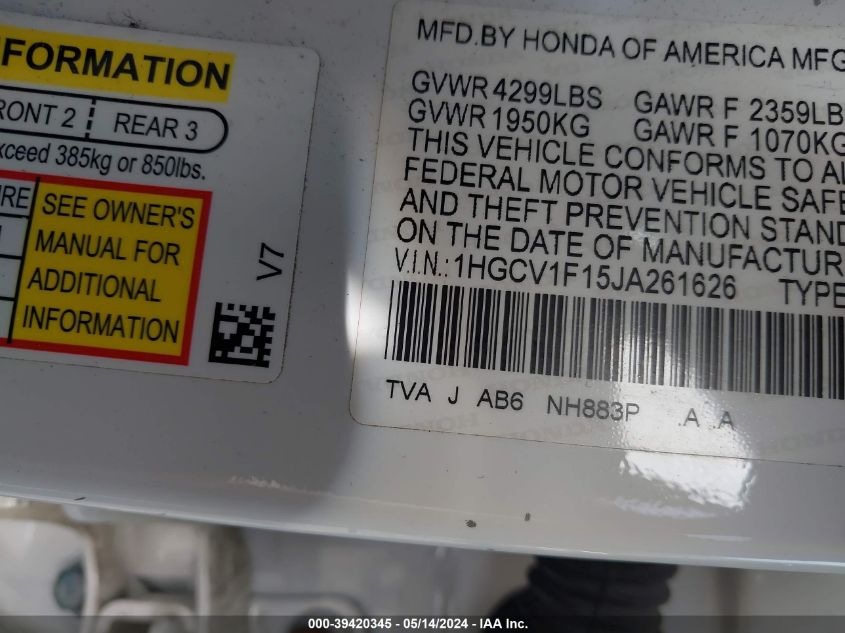 FORMATION
FRONT 2 REAR 3
exceed 385kg or 850lbs.
SEE OWNER'S
MANUAL FOR
ADDITIONAL
INFORMATION
V7
MFD.BY HONDA OF AMERICA MFG
GVWR 4299LBS GAWR F 2359LB
GVWR 1950KG GAWR F 1070KG
THIS VEHICLE CONFORMS TO AL
FEDERAL MOTOR VEHICLE SAFE
AND THEFT PREVENTION STAND
ON THE DATE OF MANUFACTUR
V.I.N.:1HGCV1F15JA261626 TYPE
TVA J AB6 NH883P .A .A
000-39420345 - 05/14/2024 - IAA Inc.